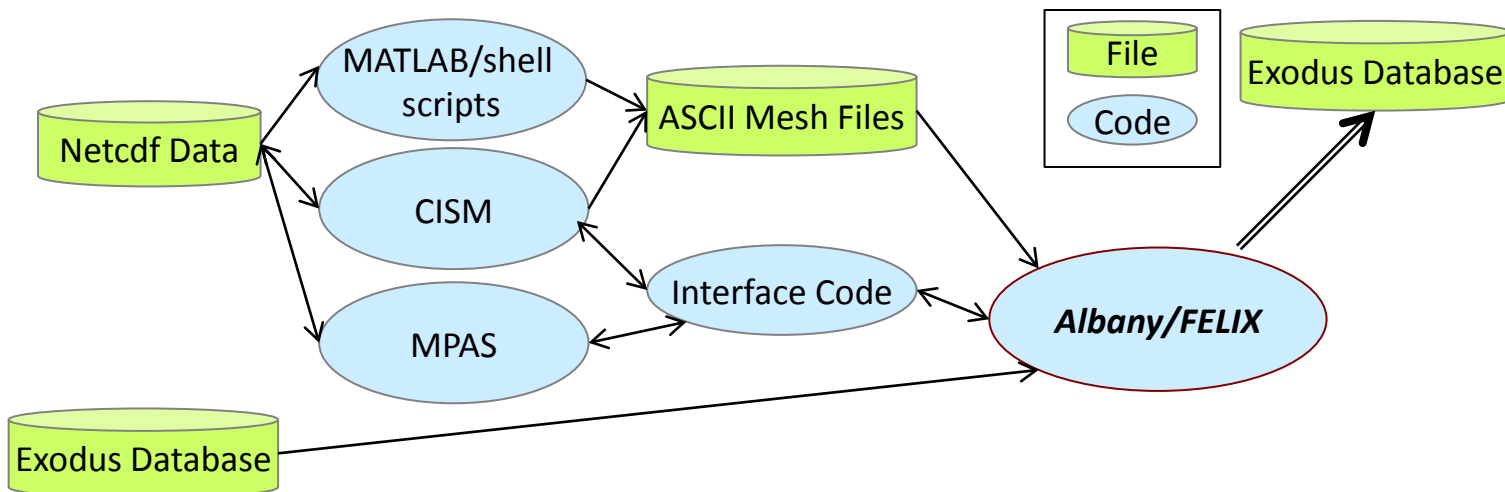 MATLAB/shell
scripts
Netcdf Data
CISM
MPAS
ASCII Mesh Files
Interface Code
File
Code
Exodus Database
Albany/FELIX
Exodus Database